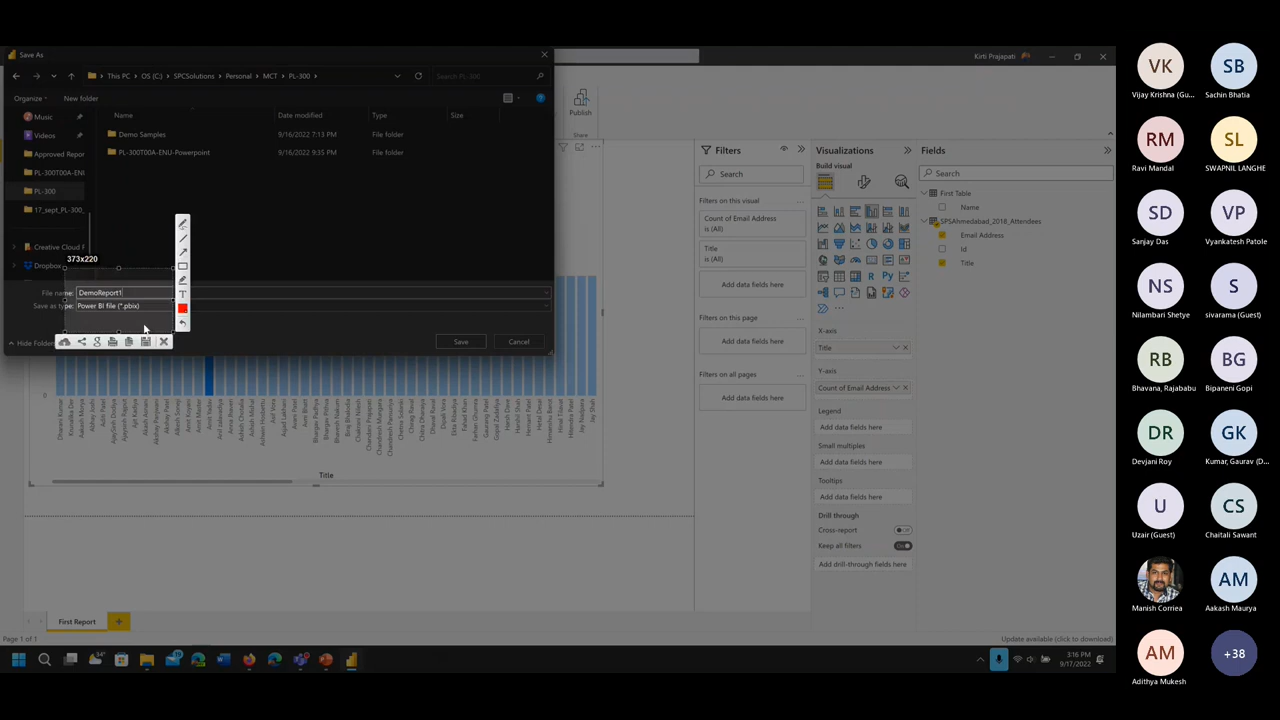 Save As
Kirti Prajapati
This PC > OS (C:) > SPCSolutions > Personal > MCT > PL-300 >
Search PL-300
Organize
New folder
Music
Videos
Approved Repor
PL-300T00A-ENU
PL-300
17_sept_PL-300_
Creative Cloud F
Dropbox
Name
Date modified
Type
Size
Demo Samples
9/16/2022 7:13 PM
File folder
PL-300T00A-ENU-Powerpoint
9/16/2022 9:35 PM
File folder
373x220
File name: DemoReport1
Save as type: Power BI file (*.pbix)
Hide Folders
Save
Cancel
Publish
Share
Filters
Search
Filters on this visual
Count of Email Address
is (All)
Title
is (All)
Add data fields here
Filters on this page
Add data fields here
Filters on all pages
Add data fields here
Visualizations
Build visual
X-axis
Title
Y-axis
Count of Email Address
Legend
Add data fields here
Small multiples
Add data fields here
Tooltips
Add data fields here
Drill through
Cross-report
Off
Keep all filters
On
Add drill-through fields here
Fields
Search
First Table
Name
SPSAhmedabad_2018_Attendees
Email Address
Id
Title
0
Title
First Report
Page 1 of 1
Update available (click to download)
34°
3:16 PM
9/17/2022
VK
Vijay Krishna (Gu...
SB
Sachin Bhatia
RM
Ravi Mandal
SL
SWAPNIL LANGHE
SD
Sanjay Das
VP
Vyankatesh Patole
NS
Nilambari Shetye
S
sivarama (Guest)
RB
Bhavana, Rajababu
BG
Bipaneni Gopi
DR
Devjani Roy
GK
Kumar, Gaurav (D...
U
Uzair (Guest)
CS
Chaitali Sawant
Manish Corriea
AM
Aakash Maurya
AM
Adithya Mukesh
+38